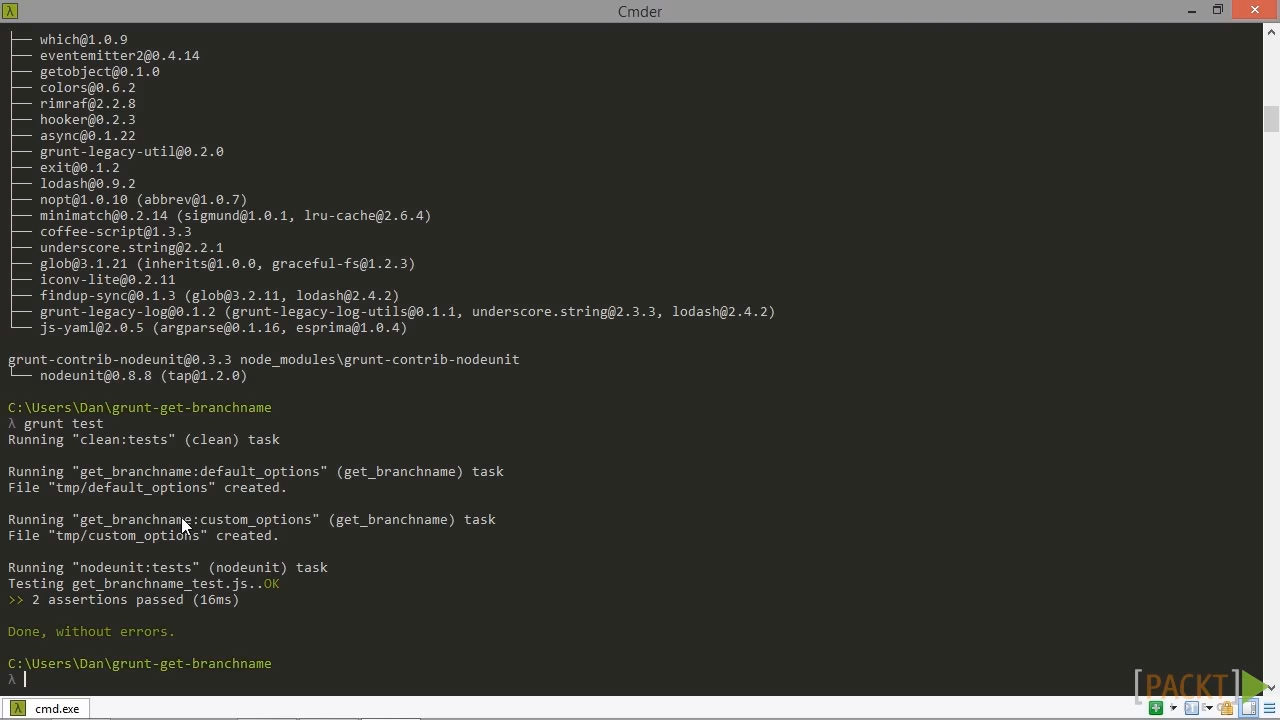 Cmder
├── which@1.0.9
├── eventemitter2@0.4.14
├── getobject@0.1.0
├── colors@0.6.2
├── rimraf@2.2.8
├── hooker@0.2.3
├── async@0.1.22
├── grunt-legacy-util@0.2.0
├── exit@0.1.2
├── lodash@0.9.2
├── nopt@1.0.10 (abbrev@1.0.7)
├── minimatch@0.2.14 (sigmund@1.0.1, lru-cache@2.6.4)
├── coffee-script@1.3.3
├── underscore.string@2.2.1
├── glob@3.1.21 (inherits@1.0.0, graceful-fs@1.2.3)
├── iconv-lite@0.2.11
├── findup-sync@0.1.3 (glob@3.2.11, lodash@2.4.2)
├── grunt-legacy-log@0.1.2 (grunt-legacy-log-utils@0.1.1, underscore.string@2.3.3, lodash@2.4.2)
└── js-yaml@2.0.5 (argparse@0.1.16, esprima@1.0.4)
grunt-contrib-nodeunit@0.3.3 node_modules\grunt-contrib-nodeunit
└── nodeunit@0.8.8 (tap@1.2.0)
C:\Users\Dan\grunt-get-branchname
λ grunt test
Running "clean:tests" (clean) task
Running "get_branchname:default_options" (get_branchname) task
File "tmp/default_options" created.
Running "get_branchname:custom_options" (get_branchname) task
File "tmp/custom_options" created.
Running "nodeunit:tests" (nodeunit) task
Testing get_branchname_test.js..OK
>> 2 assertions passed (16ms)
Done, without errors.
C:\Users\Dan\grunt-get-branchname
λ
[PACKT]
cmd.exe